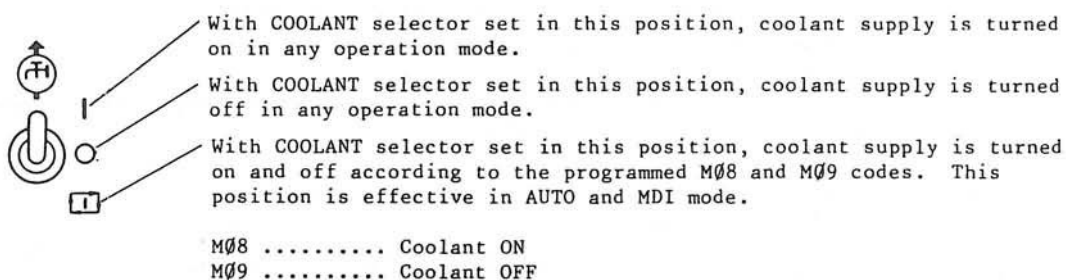 With COOLANT selector set in this position, coolant supply is turned
on in any operation mode.
With COOLANT selector set in this position, coolant supply is turned
off in any operation mode.
With COOLANT selector set in this position, coolant supply is turned
on and off according to the programmed MØ8 and MØ9 codes. This
position is effective in AUTO and MDI mode.
MØ8 .......... Coolant ON
MØ9 .......... Coolant OFF